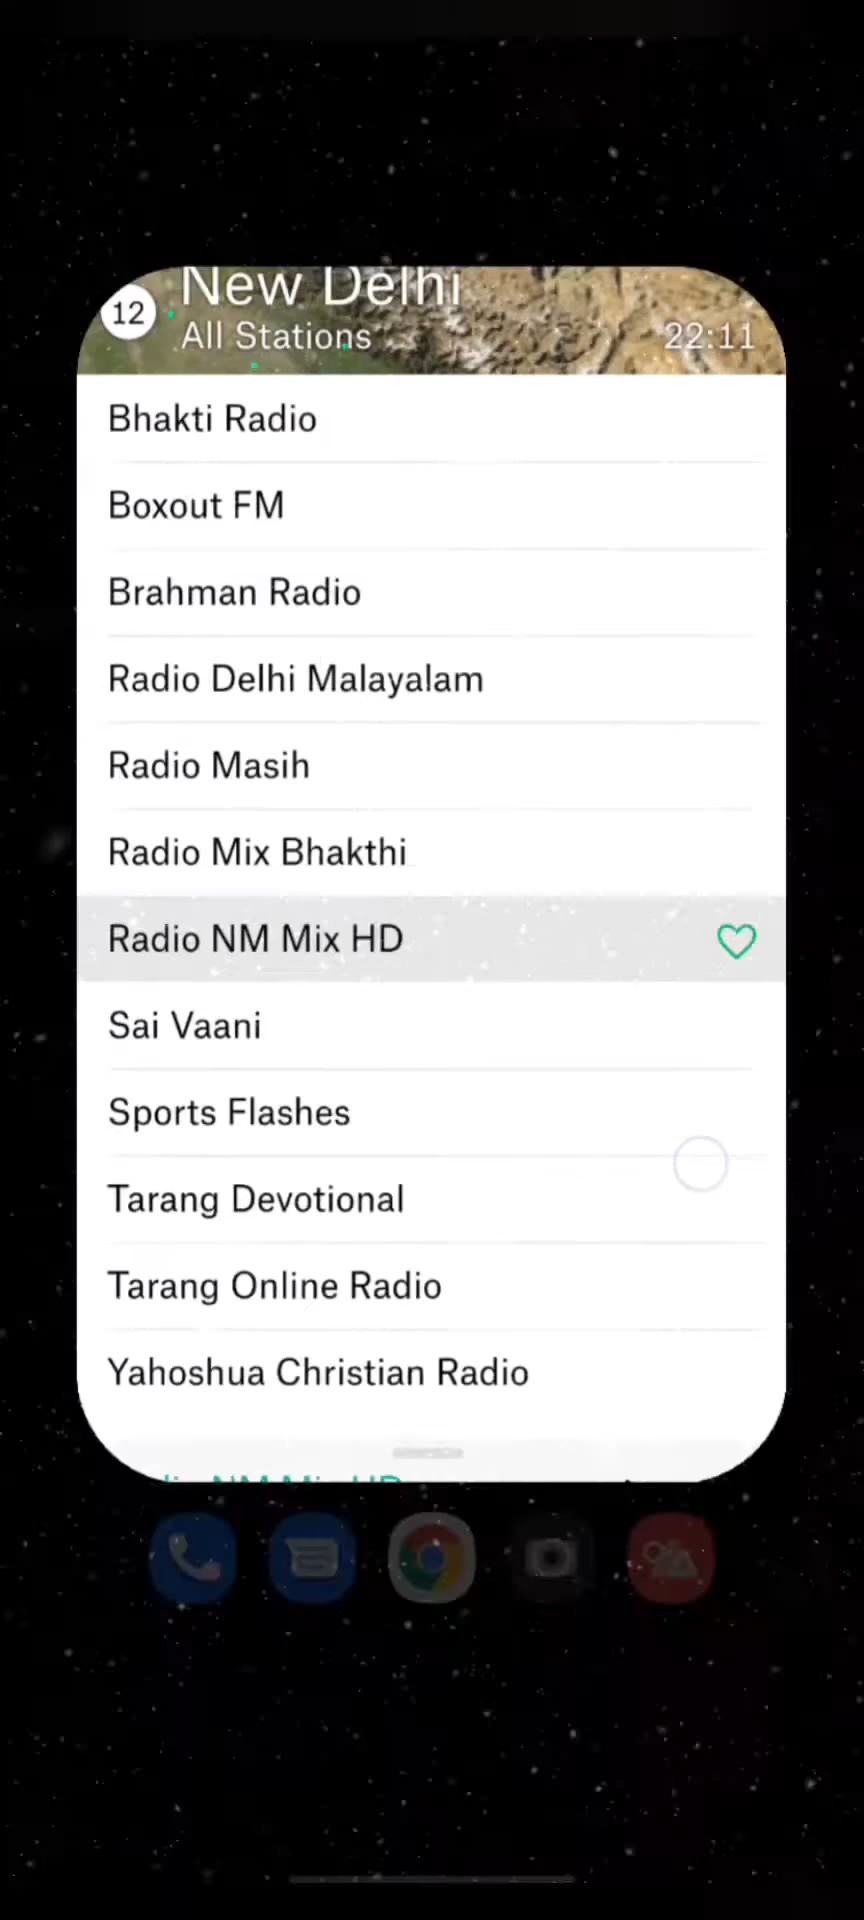 New Delhi
12
All Stations
22:11
Bhakti Radio
Boxout FM
Brahman Radio
Radio Delhi Malayalam
Radio Masih
Radio Mix Bhakthi
Radio NM Mix HD
Sai Vaani
Sports Flashes
Tarang Devotional
Tarang Online Radio
Yahoshua Christian Radio